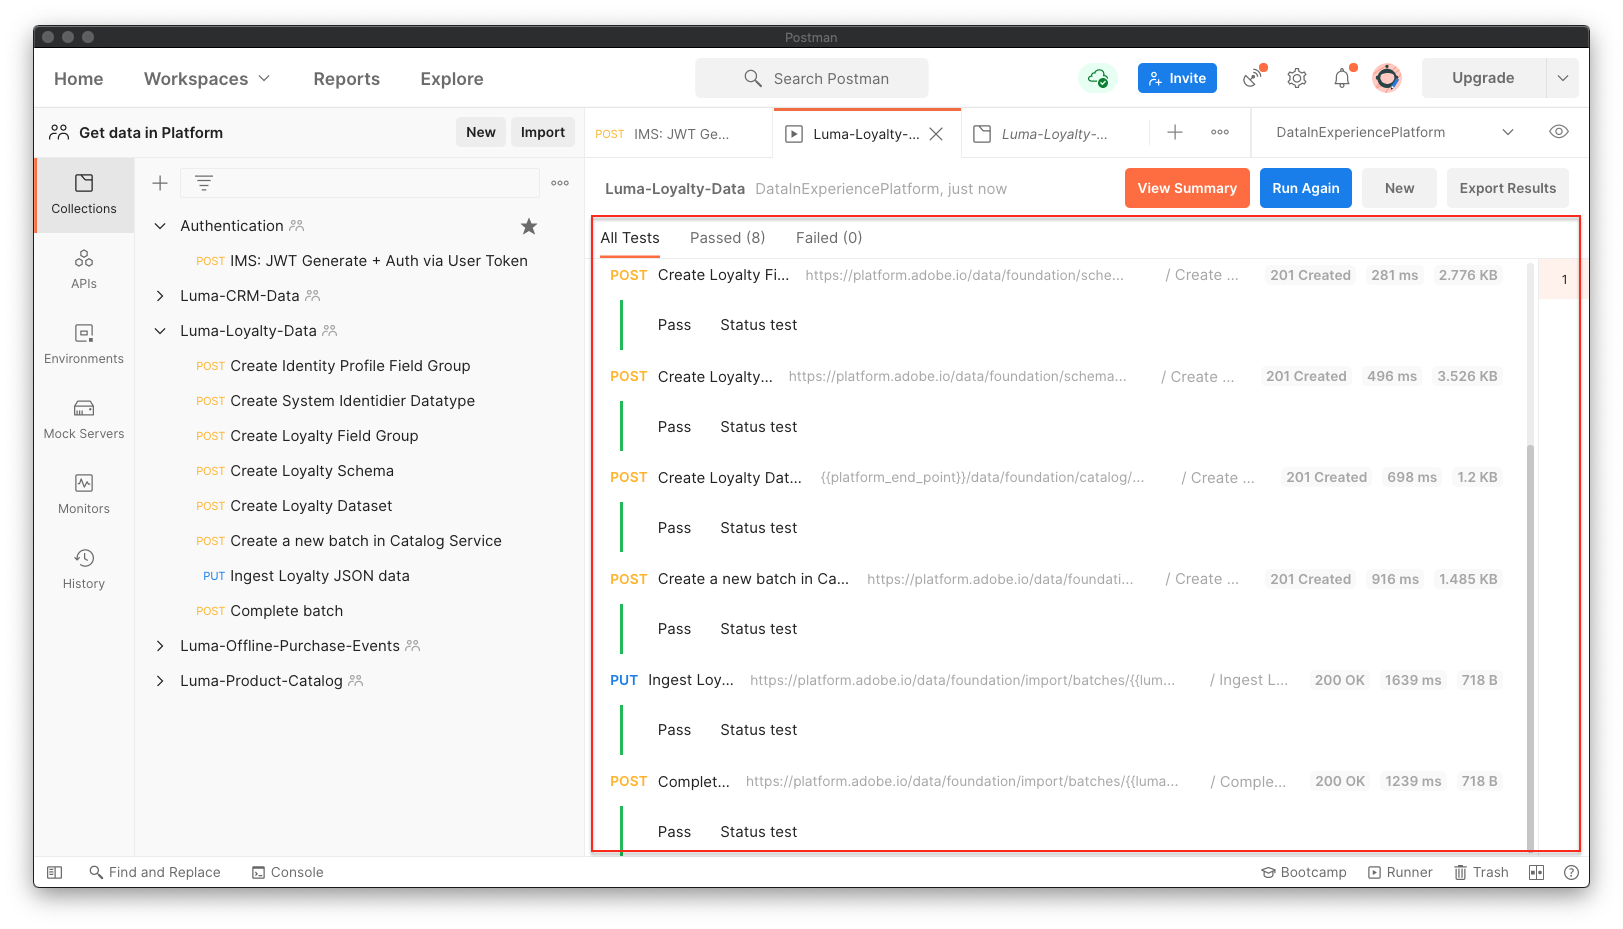 Postman
Home Workspaces Reports Explore Search Postman Invite Upgrade
Get data in Platform New Import
POST IMS: JWT Ge... Luma-Loyalty-... Luma-Loyalty-... DataInExperiencePlatform
Luma-Loyalty-Data DataInExperiencePlatform, just now View Summary Run Again New Export Results
Collections
APIs
Environments
Mock Servers
Monitors
History
Authentication
POST IMS: JWT Generate + Auth via User Token
Luma-CRM-Data
Luma-Loyalty-Data
POST Create Identity Profile Field Group
POST Create System Identidier Datatype
POST Create Loyalty Field Group
POST Create Loyalty Schema
POST Create Loyalty Dataset
POST Create a new batch in Catalog Service
PUT Ingest Loyalty JSON data
POST Complete batch
Luma-Offline-Purchase-Events
Luma-Product-Catalog
All Tests Passed (8) Failed (0)
POST Create Loyalty Fi... https://platform.adobe.io/data/foundation/sche... / Create ... 201 Created 281 ms 2.776 KB 1
Pass Status test
POST Create Loyalty... https://platform.adobe.io/data/foundation/schema... / Create ... 201 Created 496 ms 3.526 KB
Pass Status test
POST Create Loyalty Dat... {{platform_end_point}}/data/foundation/catalog/... / Create ... 201 Created 698 ms 1.2 KB
Pass Status test
POST Create a new batch in Ca... https://platform.adobe.io/data/foundati... / Create ... 201 Created 916 ms 1.485 KB
Pass Status test
PUT Ingest Loy... https://platform.adobe.io/data/foundation/import/batches/{{lum... / Ingest L... 200 OK 1639 ms 718 B
Pass Status test
POST Complet... https://platform.adobe.io/data/foundation/import/batches/{{luma... / Comple... 200 OK 1239 ms 718 B
Pass Status test
Find and Replace Console Bootcamp Runner Trash